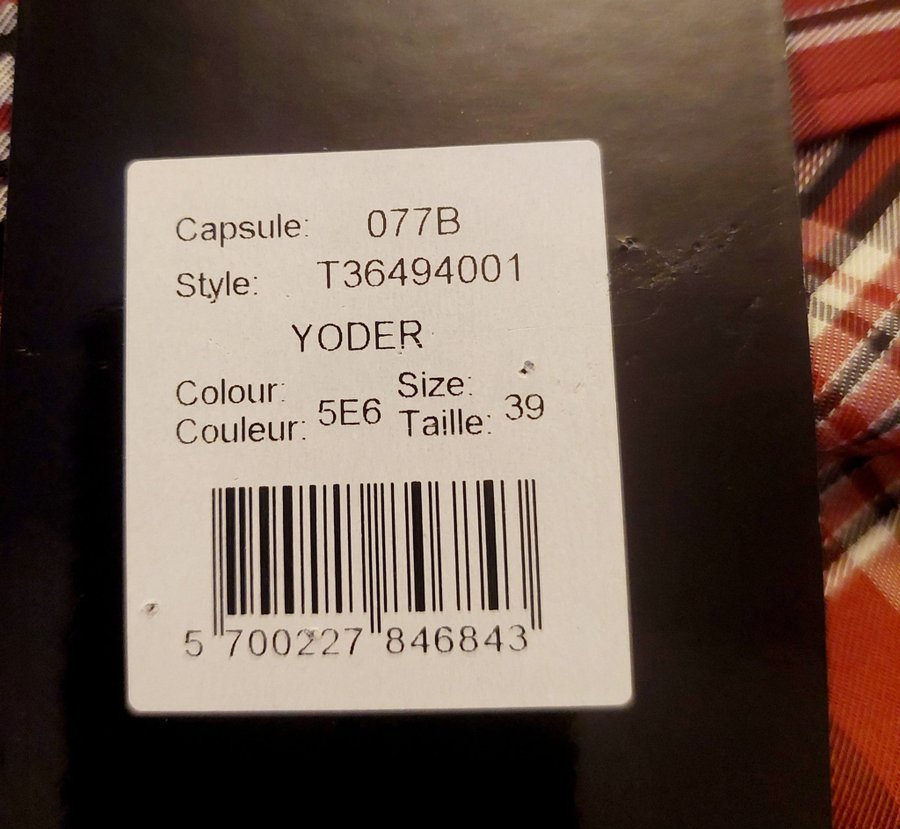 Capsule: 077B
Style: T36494001
YODER
Colour: Size:
Couleur: 5E6 Taille: 39
5 700227 846843